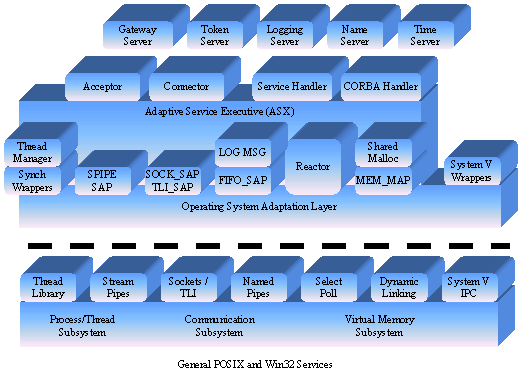 Gateway Server
Token Server
Logging Server
Name Server
Time Server
Acceptor
Connector
Service Handler
CORBA Handler
Adaptive Service Executive (ASX)
Thread Manager
LOG MSG
Reactor
Shared Malloc
System V Wrappers
Synch Wrappers
SPIPE SAP
SOCK_SAP
TLI_SAP
FIFO_SAP
MEM_MAP
Operating System Adaptation Layer
Thread Library
Stream Pipes
Sockets / TLI
Named Pipes
Select Poll
Dynamic Linking
System V IPC
Process/Thread Subsystem
Communication Subsystem
Virtual Memory Subsystem
General POSIX and Win32 Services